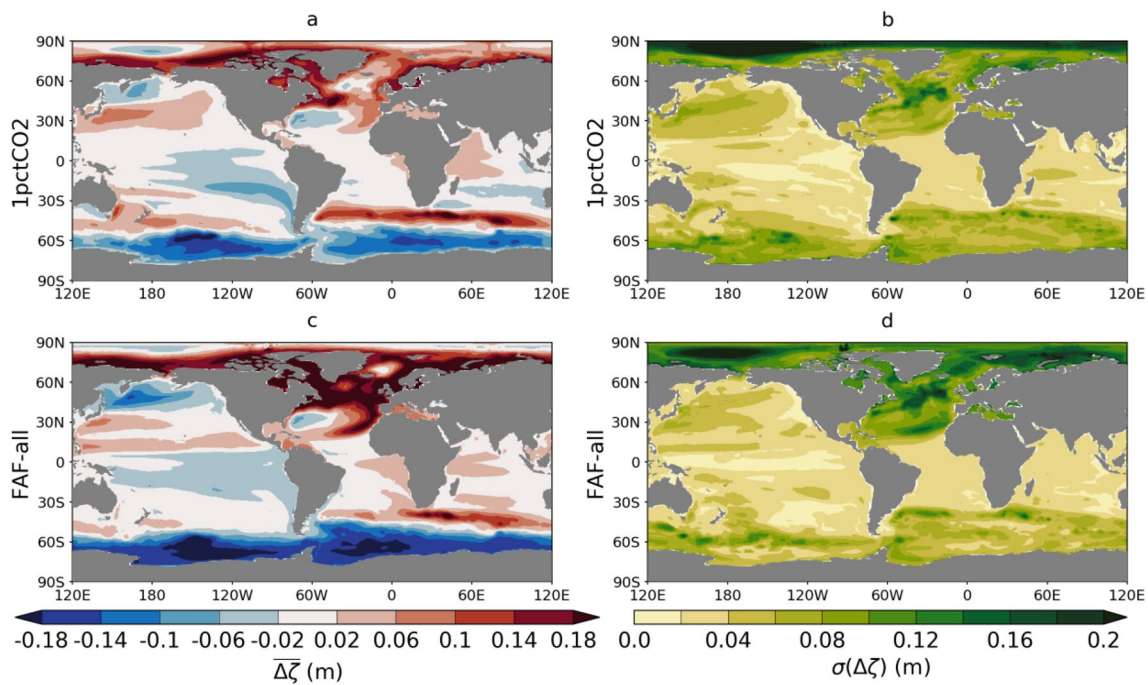 a
b
1pctCO2
90N
60N
30N
0
30S
60S
90S
120E 180 120W 60W 0 60E 120E
1pctCO2
90N
60N
30N
0
30S
60S
90S
120E 180 120W 60W 0 60E 120E
c
d
FAF-all
90N
60N
30N
0
30S
60S
90S
120E 180 120W 60W 0 60E 120E
FAF-all
90N
60N
30N
0
30S
60S
90S
120E 180 120W 60W 0 60E 120E
-0.18 -0.14 -0.1 -0.06 -0.02 0.02 0.06 0.1 0.14 0.18
0.0 0.04 0.08 0.12 0.16 0.2
Δζ̅ (m)
σ(Δζ) (m)